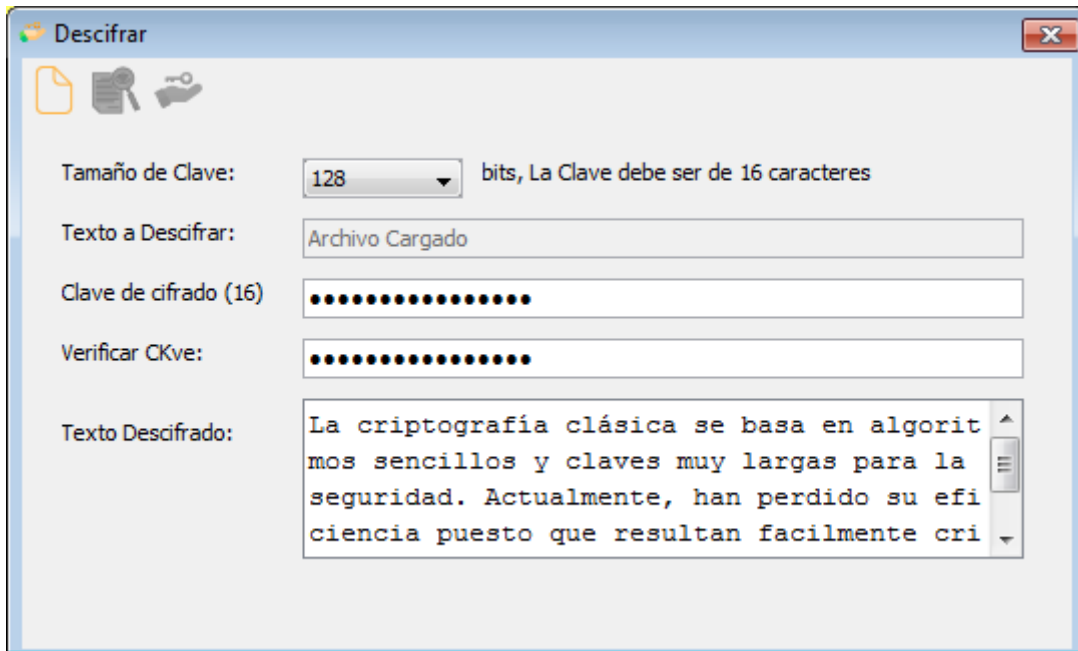 Descifrar
Tamaño de Clave: 128 bits, La Clave debe ser de 16 caracteres
Texto a Descifrar: Archivo Cargado
Clave de cifrado (16) ●●●●●●●●●●●●●●●●
Verificar CKve: ●●●●●●●●●●●●●●●●
Texto Descifrado:
La criptografía clásica se basa en algorit
mos sencillos y claves muy largas para la
seguridad. Actualmente, han perdido su efi
ciencia puesto que resultan facilmente cri